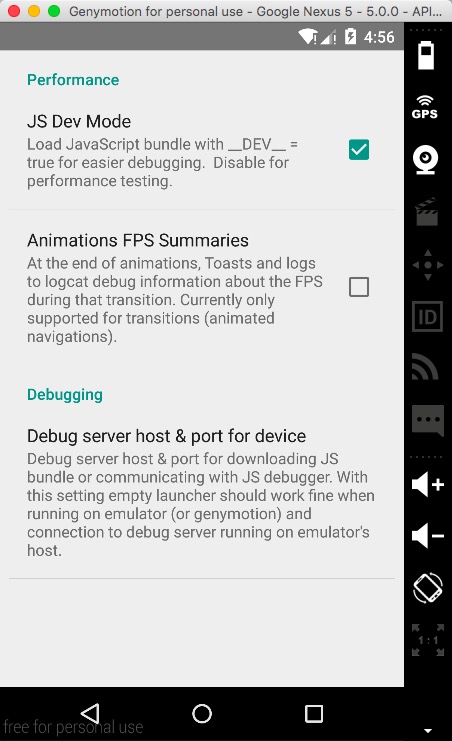 Genymotion for personal use - Google Nexus 5 - 5.0.0 - API...
4:56
Performance
GPS
JS Dev Mode
Load JavaScript bundle with __DEV__ =
true for easier debugging.  Disable for
performance testing.
Animations FPS Summaries
At the end of animations, Toasts and logs
to logcat debug information about the FPS
during that transition. Currently only
supported for transitions (animated
navigations).
ID
Debugging
Debug server host & port for device
Debug server host & port for downloading JS
bundle or communicating with JS debugger. With
this setting empty launcher should work fine when
running on emulator (or genymotion) and
connection to debug server running on emulator's
host.
1:1
free for personal use